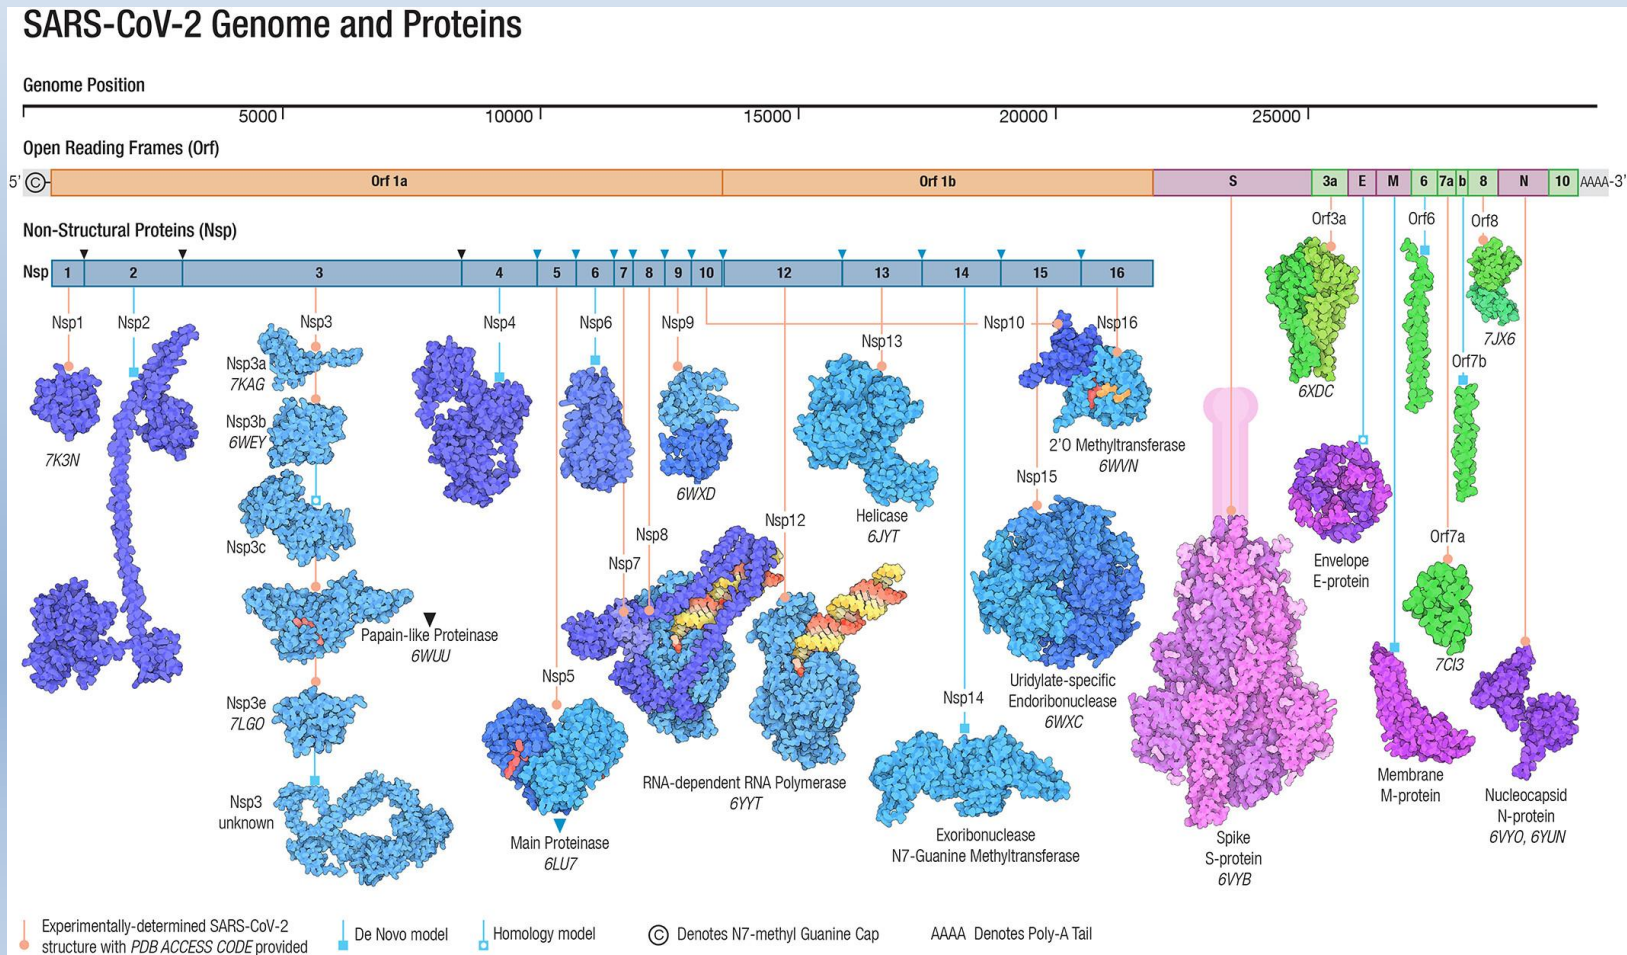 SARS-CoV-2 Genome and Proteins
Genome Position
5000 10000 15000 20000 25000
Open Reading Frames (Orf)
5' C Orf 1a Orf 1b S 3a E M 6 7a b 8 N 10 AAAA-3'
Non-Structural Proteins (Nsp)
Nsp 1 2 3 4 5 6 7 8 9 10 12 13 14 15 16
Orf3a
Orf6
Orf8
Nsp1
Nsp2
Nsp3
Nsp4
Nsp6
Nsp9
Nsp10
Nsp16
Nsp13
7JX6
Nsp3a
7KAG
Orf7b
6XDC
Nsp3b
6WEY
7K3N
2'O Methyltransferase
6WVN
Nsp15
6WXD
Helicase
6JYT
Nsp12
Nsp8
Nsp7
Nsp3c
Orf7a
Envelope
E-protein
Papain-like Proteinase
6WUU
7CI3
Nsp5
Uridylate-specific
Endoribonuclease
6WXC
Nsp14
Nsp3e
7LGO
RNA-dependent RNA Polymerase
6YYT
Membrane
M-protein
Nucleocapsid
N-protein
6VYO, 6YUN
Nsp3
unknown
Main Proteinase
6LU7
Exoribonuclease
N7-Guanine Methyltransferase
Spike
S-protein
6VYB
Experimentally-determined SARS-CoV-2
structure with PDB ACCESS CODE provided
De Novo model
Homology model
C Denotes N7-methyl Guanine Cap
AAAA Denotes Poly-A Tail